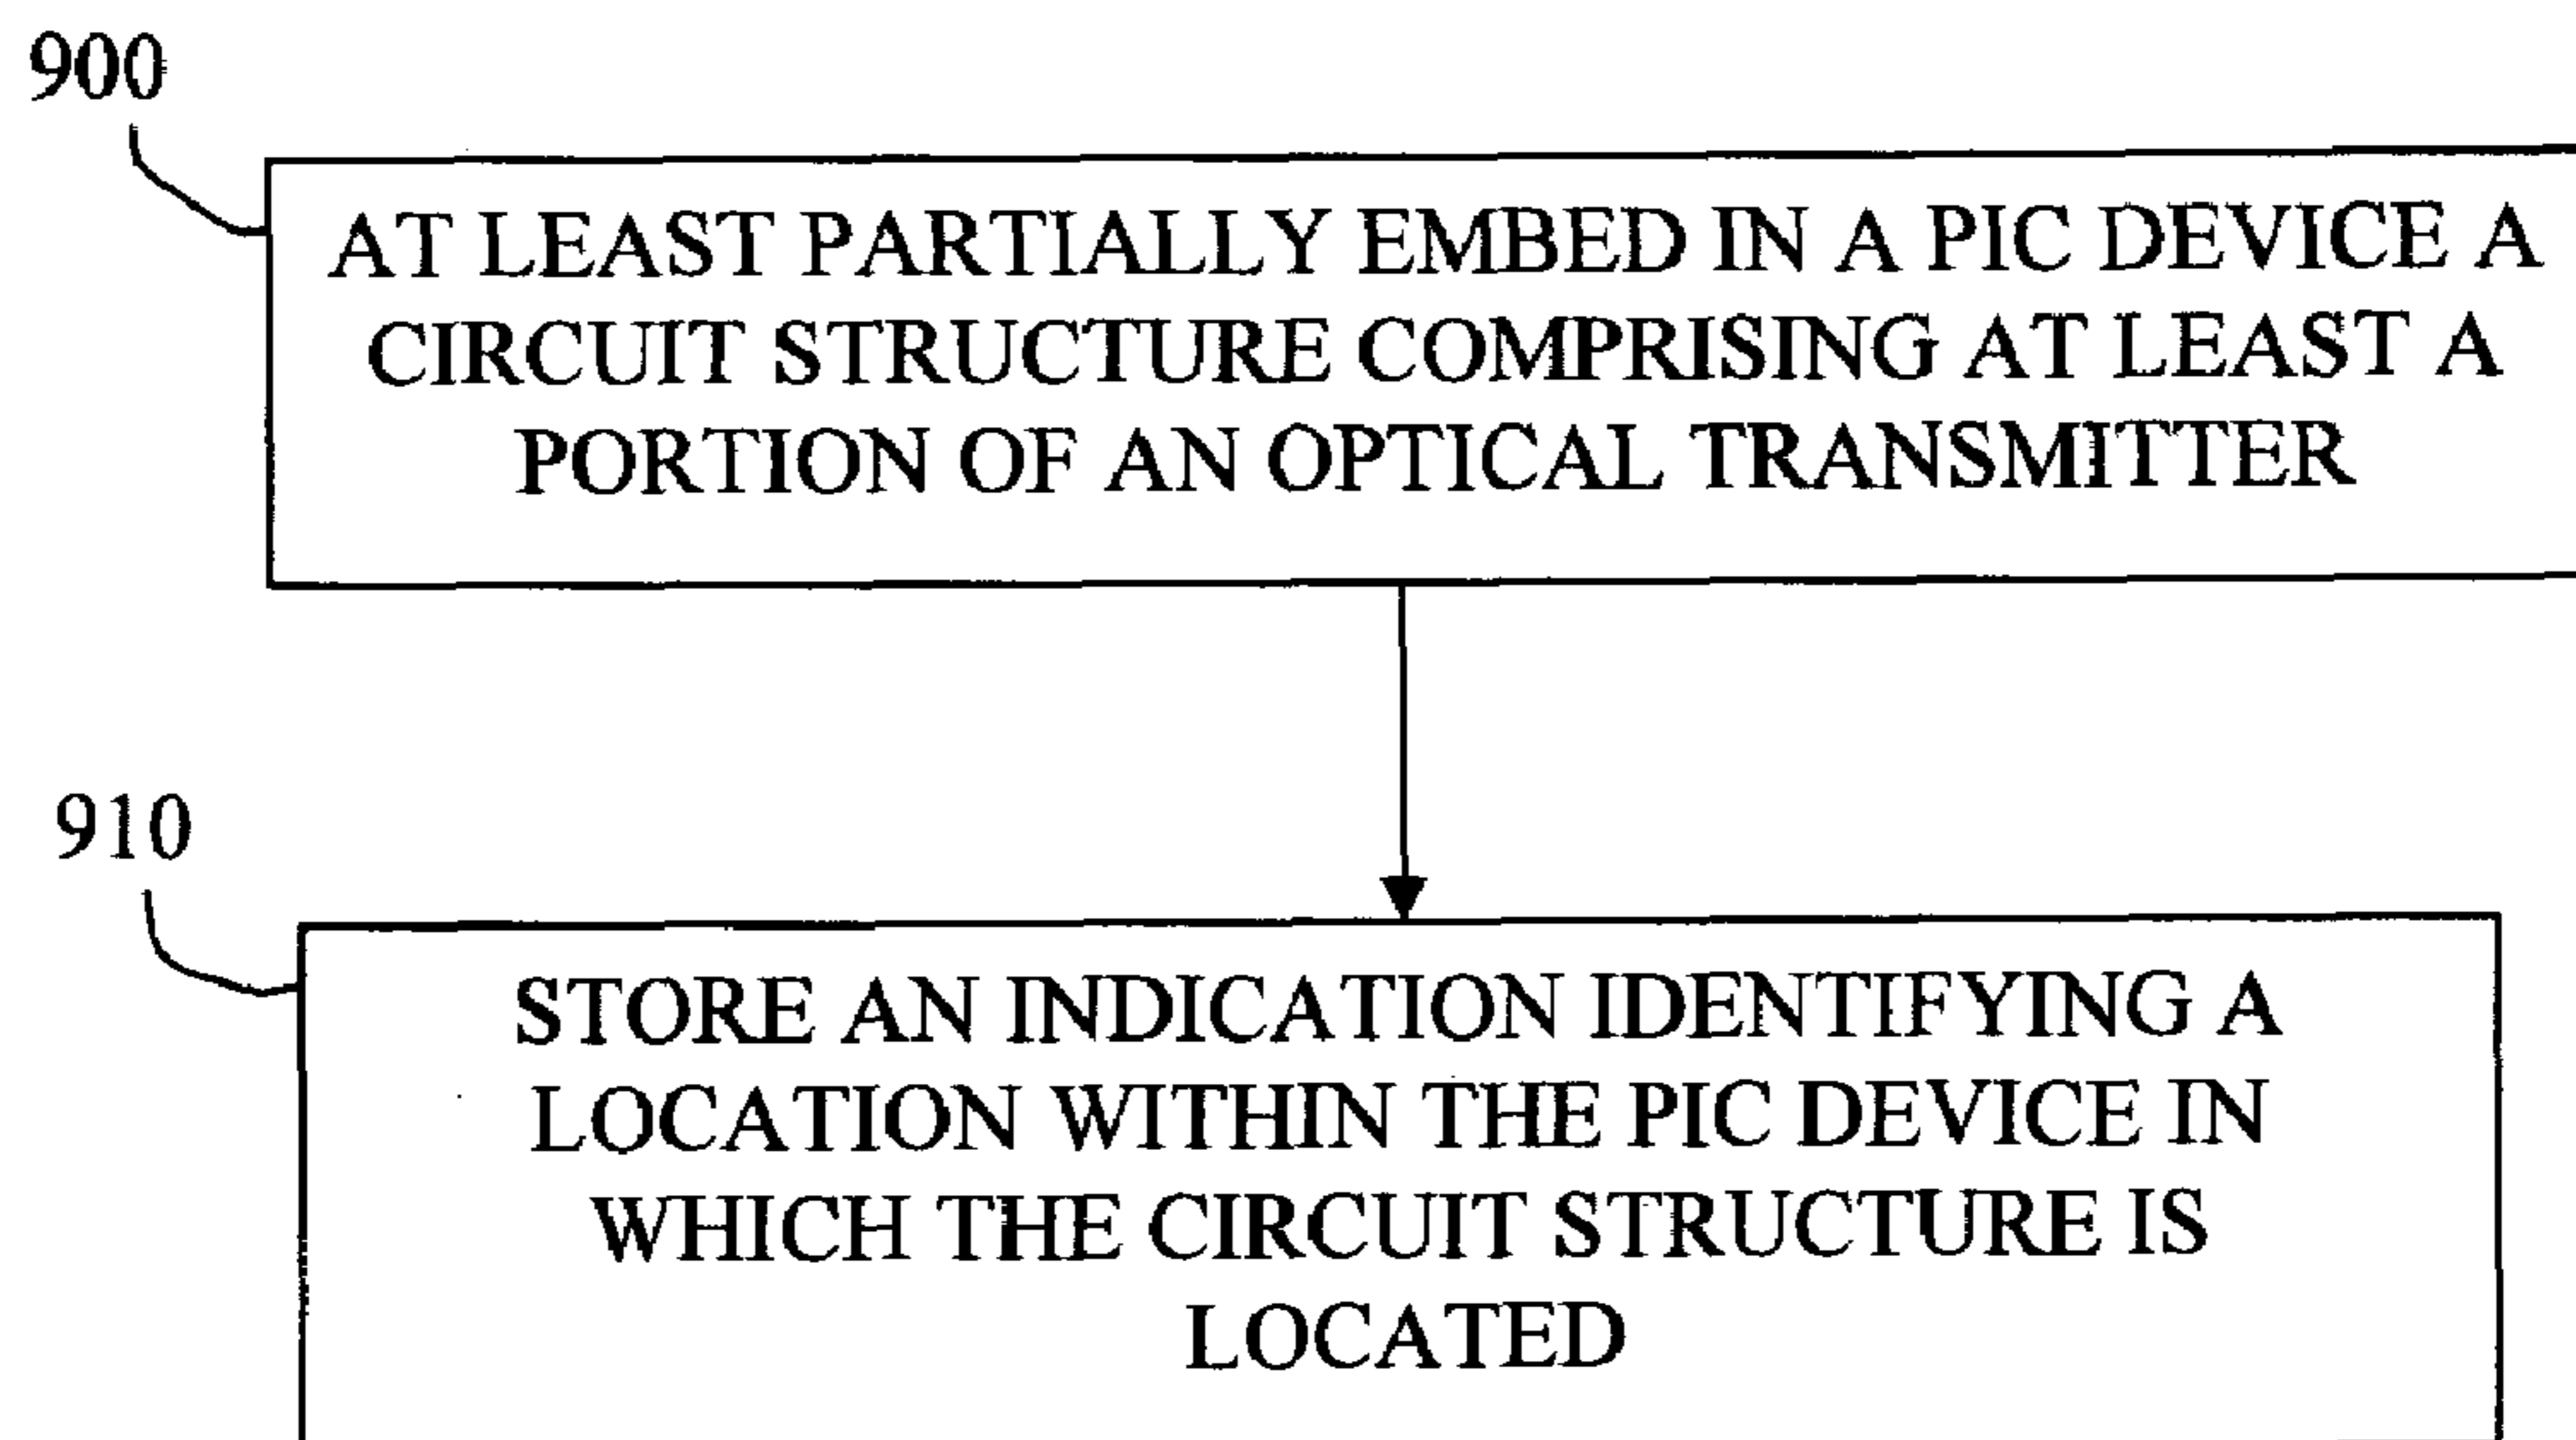 900
AT LEAST PARTIALLY EMBED IN A PIC DEVICE A
CIRCUIT STRUCTURE COMPRISING AT LEAST A
PORTION OF AN OPTICAL TRANSMITTER
910
STORE AN INDICATION IDENTIFYING A
LOCATION WITHIN THE PIC DEVICE IN
WHICH THE CIRCUIT STRUCTURE IS
LOCATED